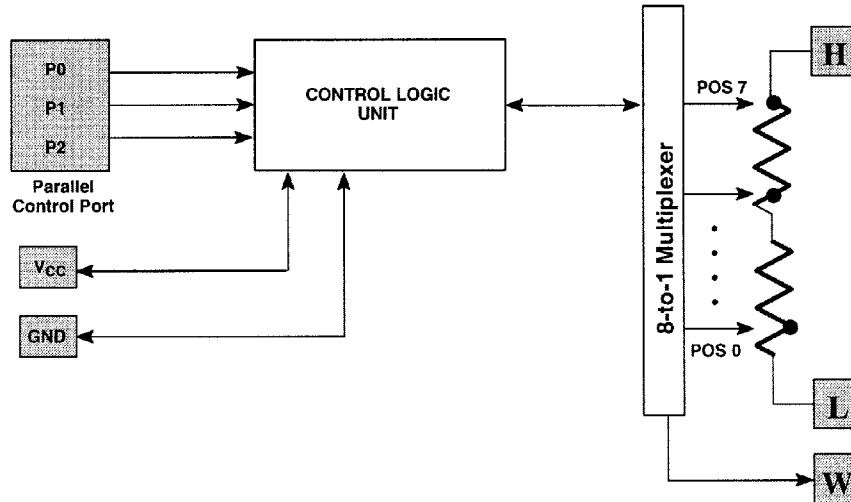 P0
P1
P2
Parallel
Control Port
VCC
GND
CONTROL LOGIC
UNIT
8-to-1 Multiplexer
POS 7
POS 0
H
L
W